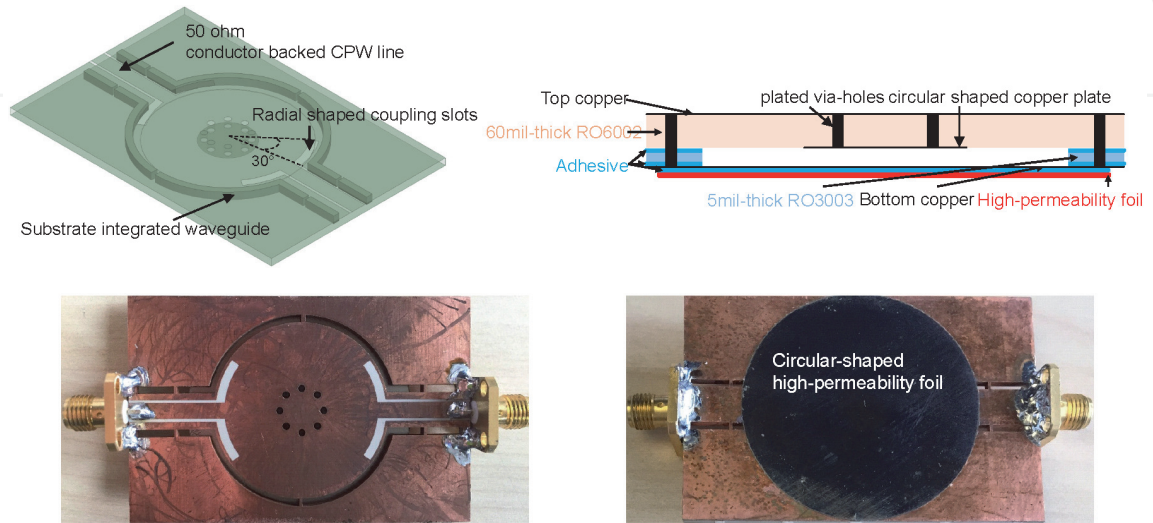 50 ohm
conductor backed CPW line
Radial shaped coupling slots
30°
Substrate integrated waveguide
Top copper
plated via-holes circular shaped copper plate
60mil-thick RO6002
Adhesive
5mil-thick RO3003 Bottom copper High-permeability foil
Circular-shaped
high-permeability foil